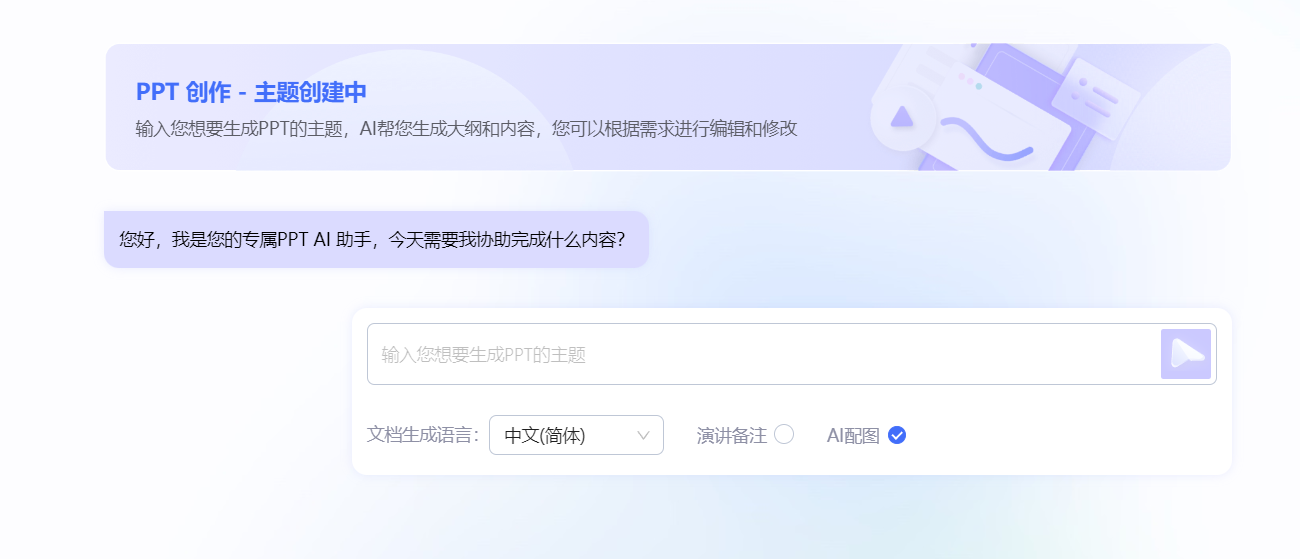 PPT 创作 - 主题创建中
输入您想要生成PPT的主题，AI帮您生成大纲和内容，您可以根据需求进行编辑和修改
您好，我是您的专属PPT AI 助手，今天需要我协助完成什么内容？
输入您想要生成PPT的主题
文档生成语言： 中文(简体) 演讲备注 AI配图